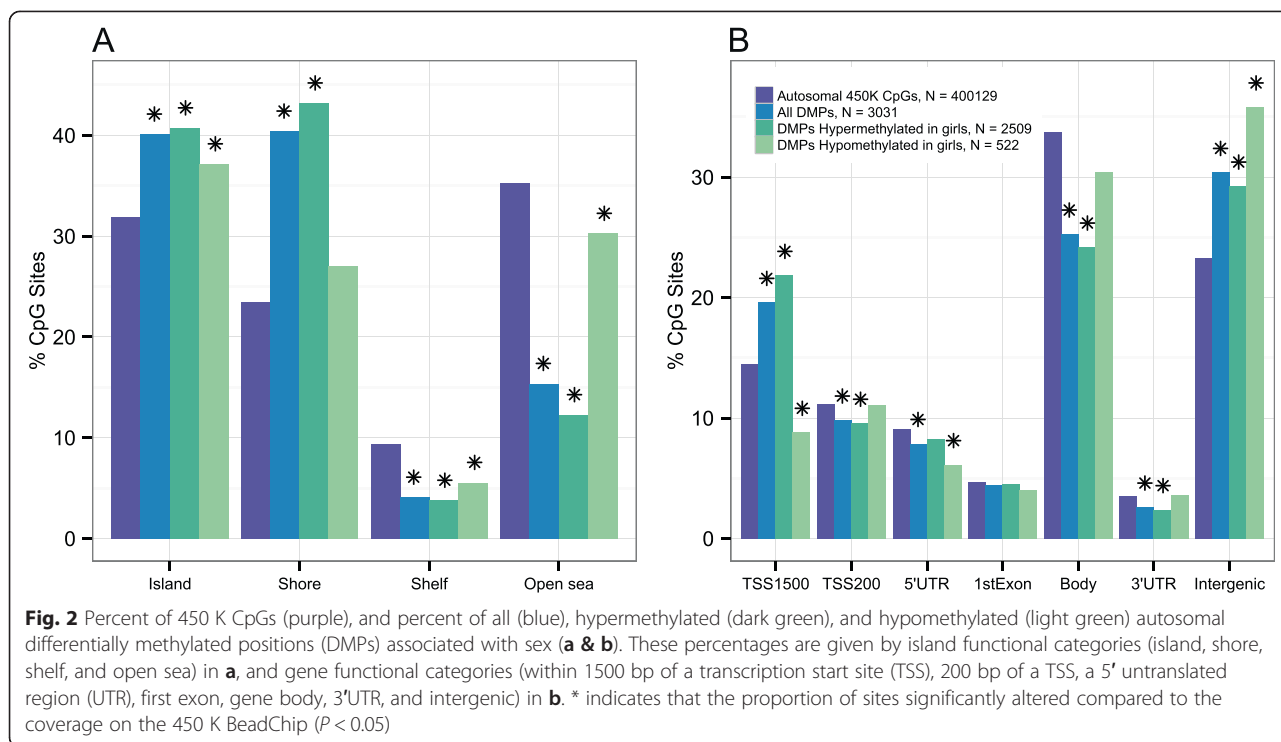 A
B
% CpG Sites
40
30
20
10
0
* * * * * * * * * * *
Island Shore Shelf Open sea
% CpG Sites
30
20
10
0
Autosomal 450K CpGs, N = 400129
All DMPs, N = 3031
DMPs Hypermethylated in girls, N = 2509
DMPs Hypomethylated in girls, N = 522
* * * * * * * * * * * * * * *
TSS1500 TSS200 5'UTR 1stExon Body 3'UTR Intergenic
Fig. 2 Percent of 450 K CpGs (purple), and percent of all (blue), hypermethylated (dark green), and hypomethylated (light green) autosomal
differentially methylated positions (DMPs) associated with sex (a & b). These percentages are given by island functional categories (island, shore,
shelf, and open sea) in a, and gene functional categories (within 1500 bp of a transcription start site (TSS), 200 bp of a TSS, a 5′ untranslated
region (UTR), first exon, gene body, 3′UTR, and intergenic) in b. * indicates that the proportion of sites significantly altered compared to the
coverage on the 450 K BeadChip (P < 0.05)